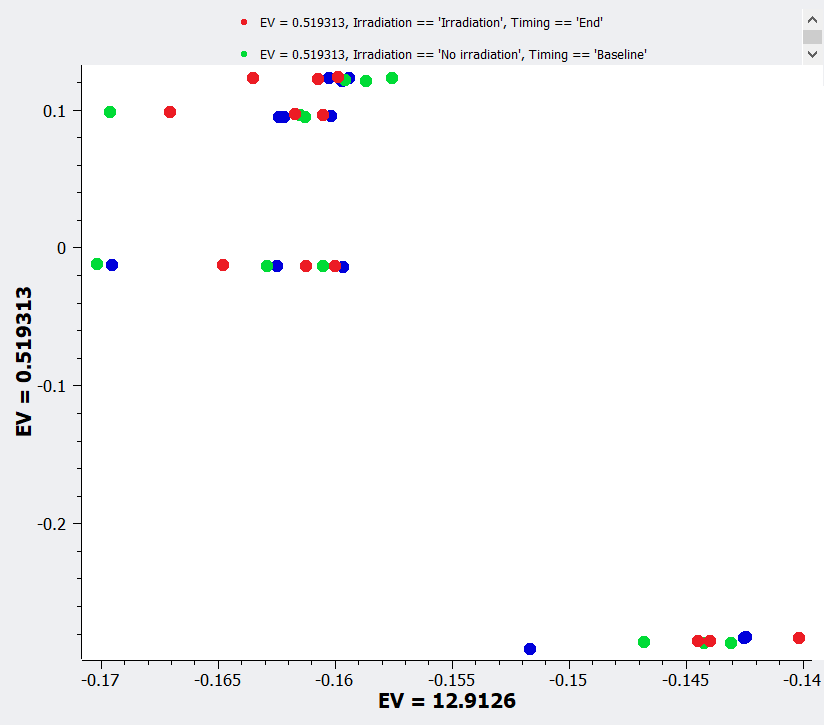 EV = 0.519313, Irradiation == 'Irradiation', Timing == 'End'
EV = 0.519313, Irradiation == 'No irradiation', Timing == 'Baseline'
0.1
0
-0.1
-0.2
EV = 0.519313
-0.17 -0.165 -0.16 -0.155 -0.15 -0.145 -0.14
EV = 12.9126